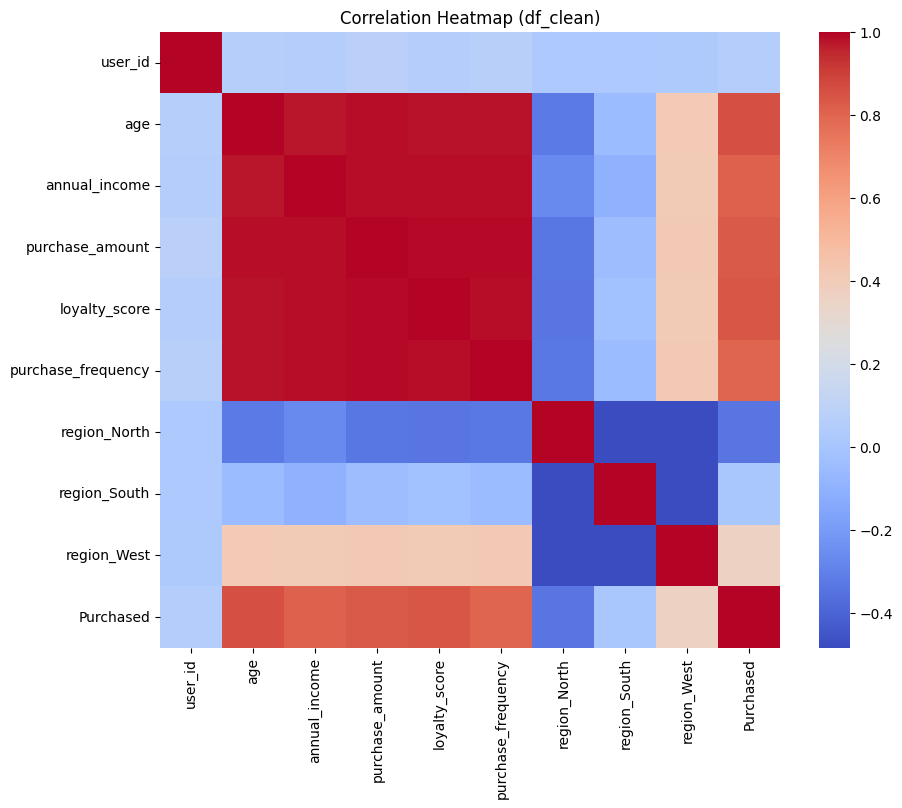 Correlation Heatmap (df_clean)
user_id
age
annual_income
purchase_amount
loyalty_score
purchase_frequency
region_North
region_South
region_West
Purchased
user_id
age
annual_income
purchase_amount
loyalty_score
purchase_frequency
region_North
region_South
region_West
Purchased
1.0
0.8
0.6
0.4
0.2
0.0
−0.2
−0.4